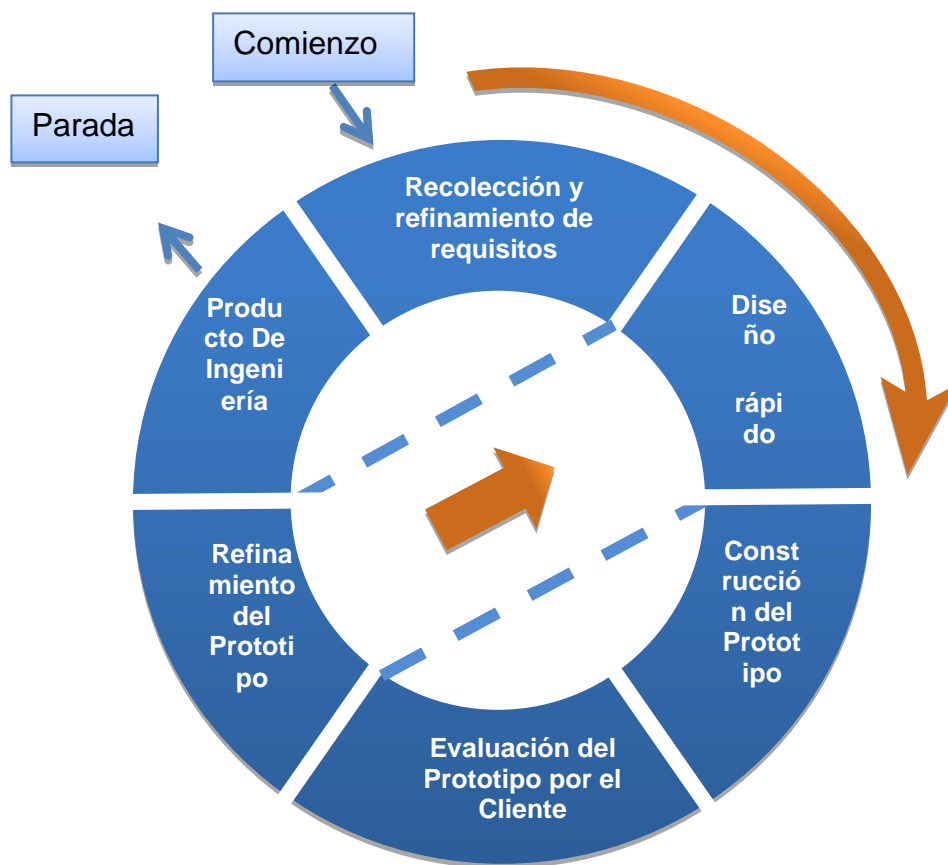 Comienzo
Parada
Recolección y
refinamiento de
requisitos
Dise
ño
rápi
do
Const
rucció
n del
Protot
ipo
Evaluación del
Prototipo por el
Cliente
Refina
miento
del
Prototi
po
Produ
cto De
Ingeni
ería